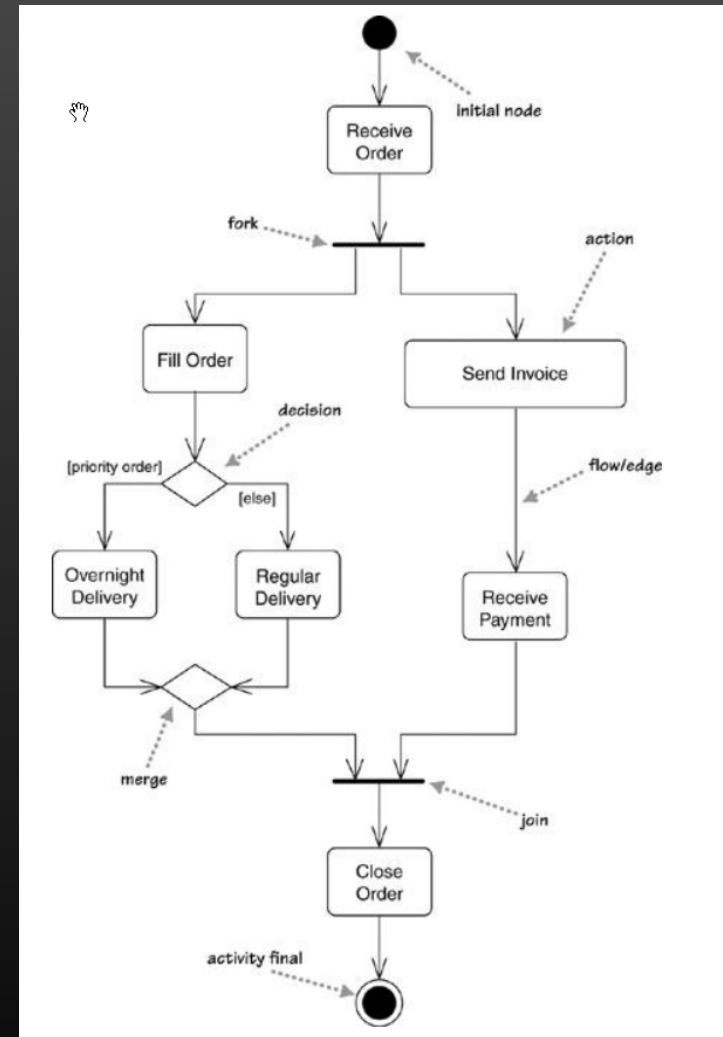 initial node
Receive
Order
fork
action
Fill Order
Send Invoice
decision
[priority order]
[else]
flow/edge
Overnight
Delivery
Regular
Delivery
Receive
Payment
merge
join
Close
Order
activity final